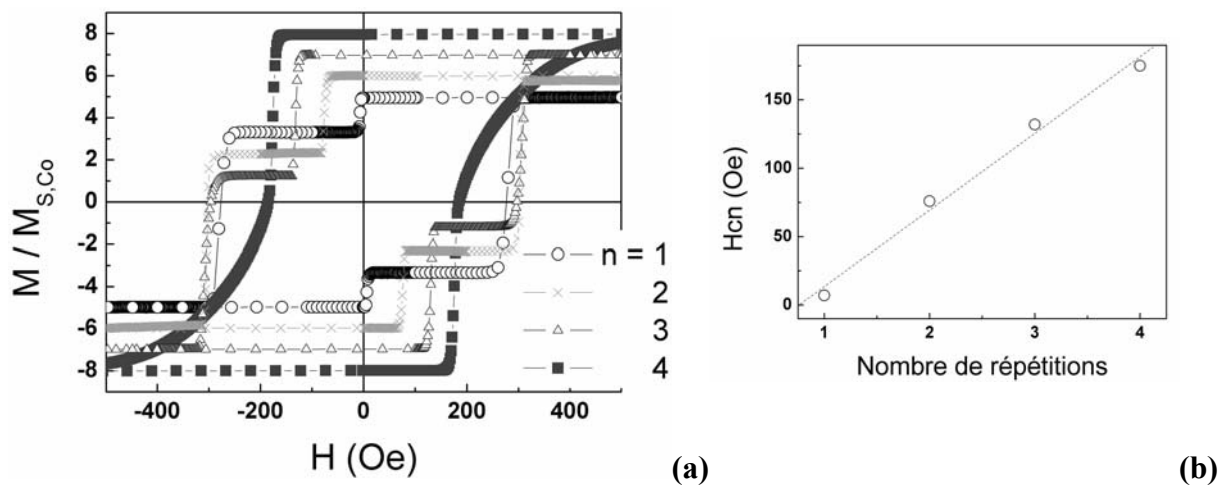 8
6
4
2
0
-2
-4
-6
-8
M / M_S,Co
-400 -200 0 200 400
H (Oe)
n = 1
2
3
4
(a)
150
100
50
0
Hcn (Oe)
1 2 3 4
Nombre de répétitions
(b)